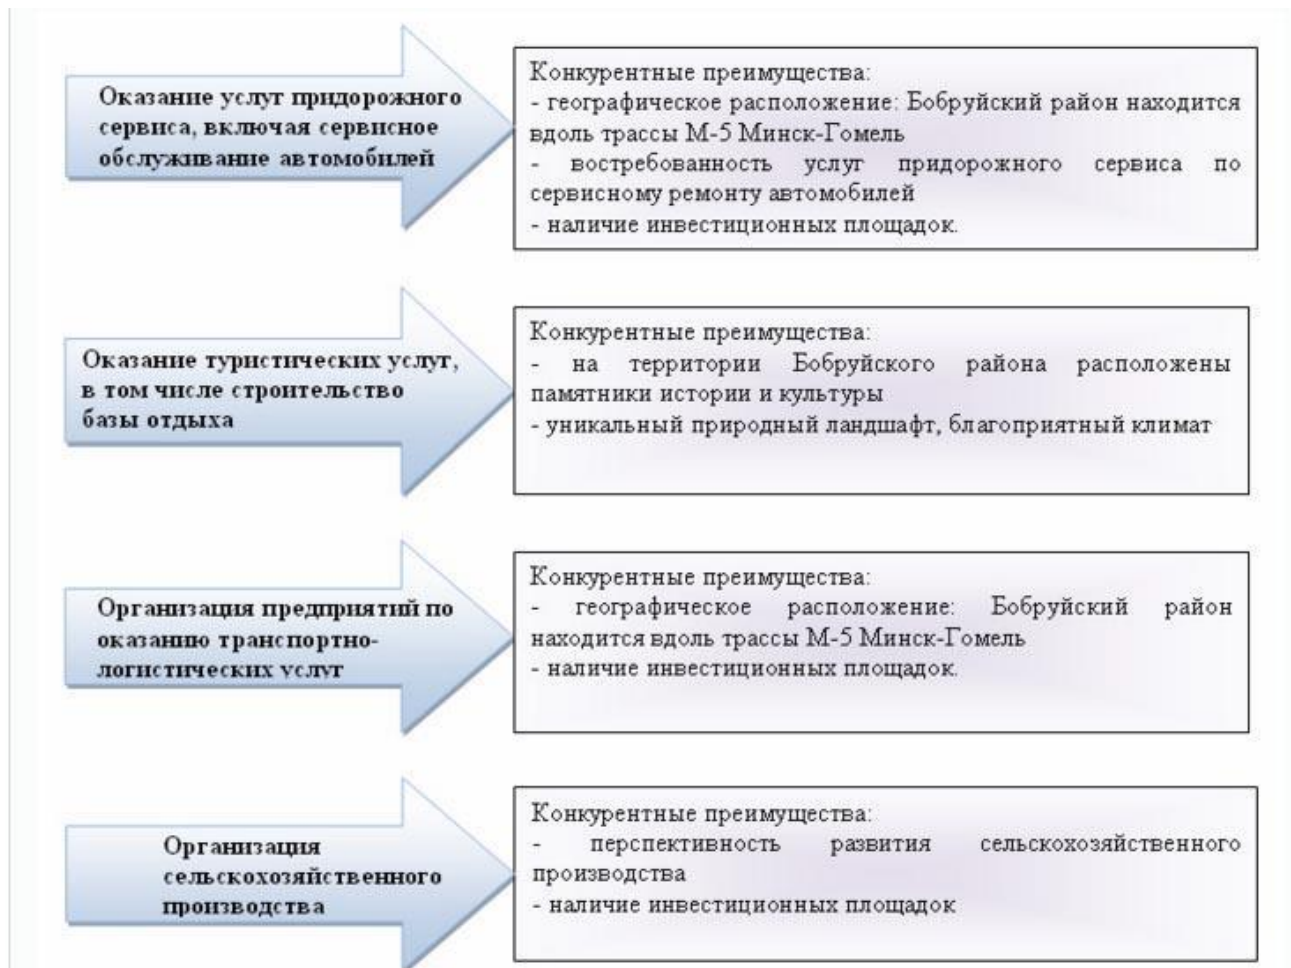 Оказание услуг придорожного
сервиса, включая сервисное
обслуживание автомобилей
Конкурентные преимущества:
- географическое расположение: Бобруйский район находится
вдоль трассы М-5 Минск-Гомель
- востребованность услуг придорожного сервиса по
сервисному ремонту автомобилей
- наличие инвестиционных площадок.
Оказание туристических услуг,
в том числе строительство
базы отдыха
Конкурентные преимущества:
- на территории Бобруйского района расположены
памятники истории и культуры
- уникальный природный ландшафт, благоприятный климат
Организация предприятий по
оказанию транспортно-
логистических услуг
Конкурентные преимущества:
- географическое расположение: Бобруйский район
находится вдоль трассы М-5 Минск-Гомель
- наличие инвестиционных площадок.
Организация
сельскохозяйственного
производства
Конкурентные преимущества:
- перспективность развития сельскохозяйственного
производства
- наличие инвестиционных площадок